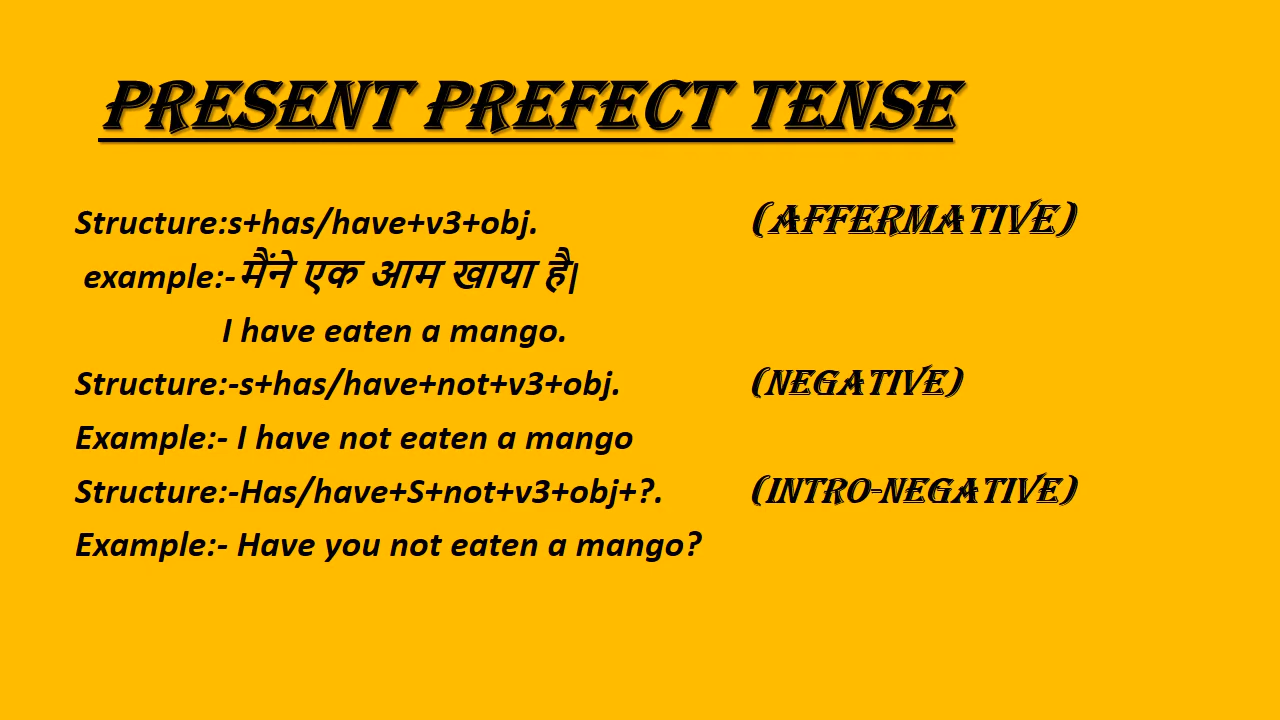 PRESENT PREFECT TENSE
Structure:s+has/have+v3+obj. (AFFERMATIVE)
example:-मैंने एक आम खाया है|
I have eaten a mango.
Structure:-s+has/have+not+v3+obj. (NEGATIVE)
Example:- I have not eaten a mango
Structure:-Has/have+S+not+v3+obj+?. (INTRO-NEGATIVE)
Example:- Have you not eaten a mango?